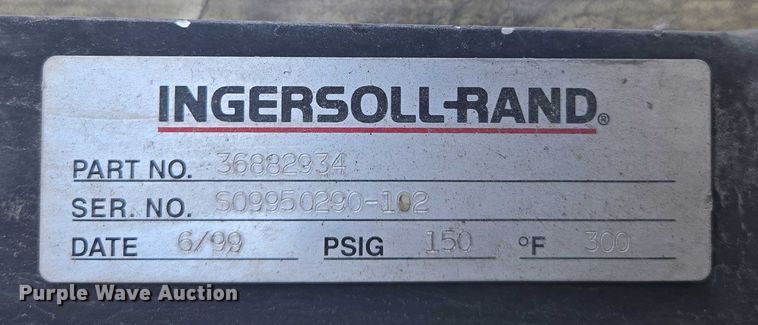 INGERSOLL-RAND®
PART NO. 36882934
SER. NO. S09950290-102
DATE 6/99 PSIG 150 °F 300
Purple Wave Auction